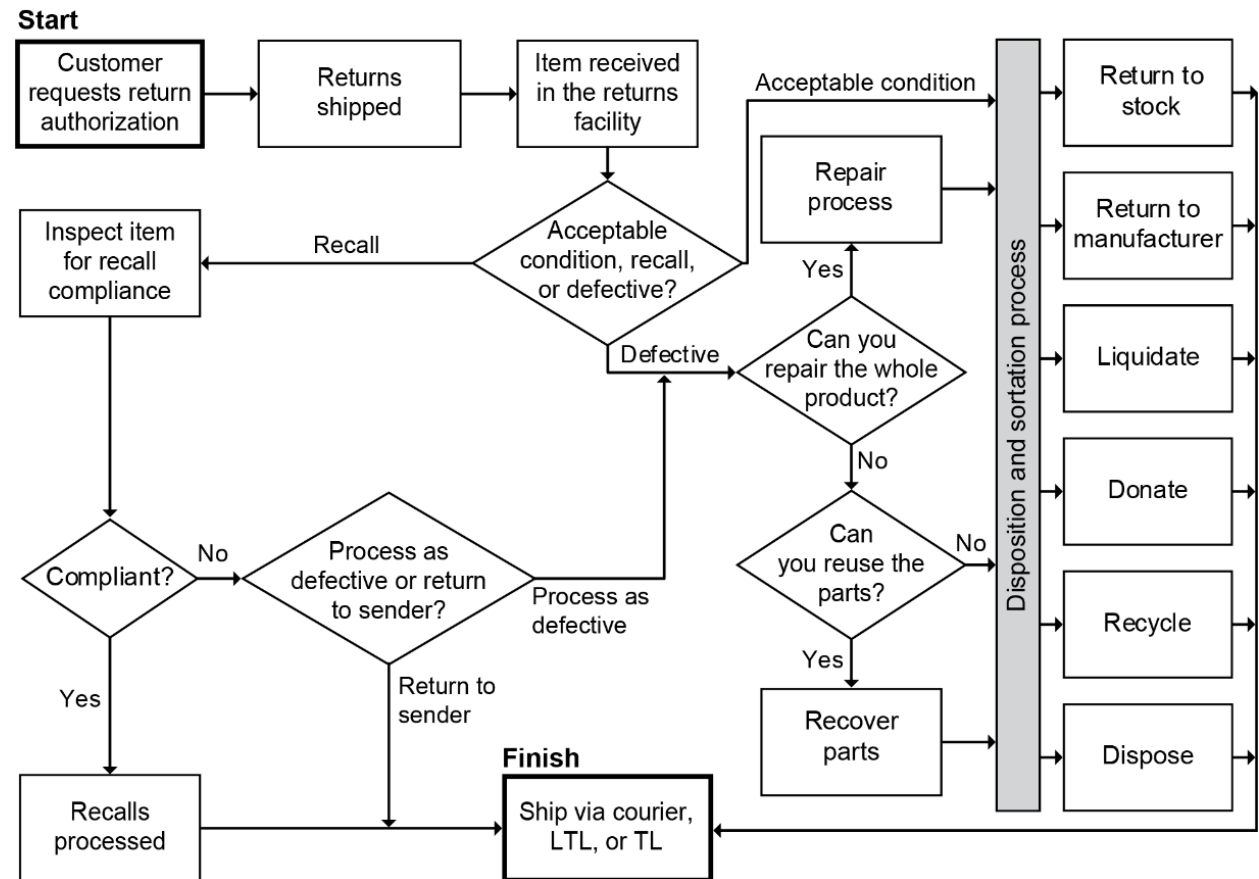 Start
Customer
requests return
authorization
Returns
shipped
Item received
in the returns
facility
Acceptable condition
Return to
stock
Repair
process
Return to
manufacturer
Inspect item
for recall
compliance
Recall
Acceptable
condition, recall,
or defective?
Yes
Defective
Can you
repair the whole
product?
Disposition and sortation process
Liquidate
No
Donate
Compliant?
No
Process as
defective or return
to sender?
Process as
defective
Can
you reuse the
parts?
No
Recycle
Yes
Yes
Return to
sender
Recover
parts
Dispose
Recalls
processed
Finish
Ship via courier,
LTL, or TL